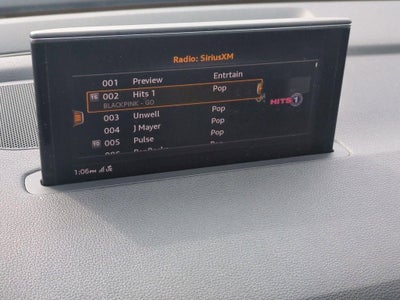 Radio: SiriusXM
001 Preview Entrtain
002 Hits 1 Pop
BLACKPINK - GO
HITS 1
003 Unwell Pop
004 J Mayer Pop
005 Pulse Pop
1:06PM